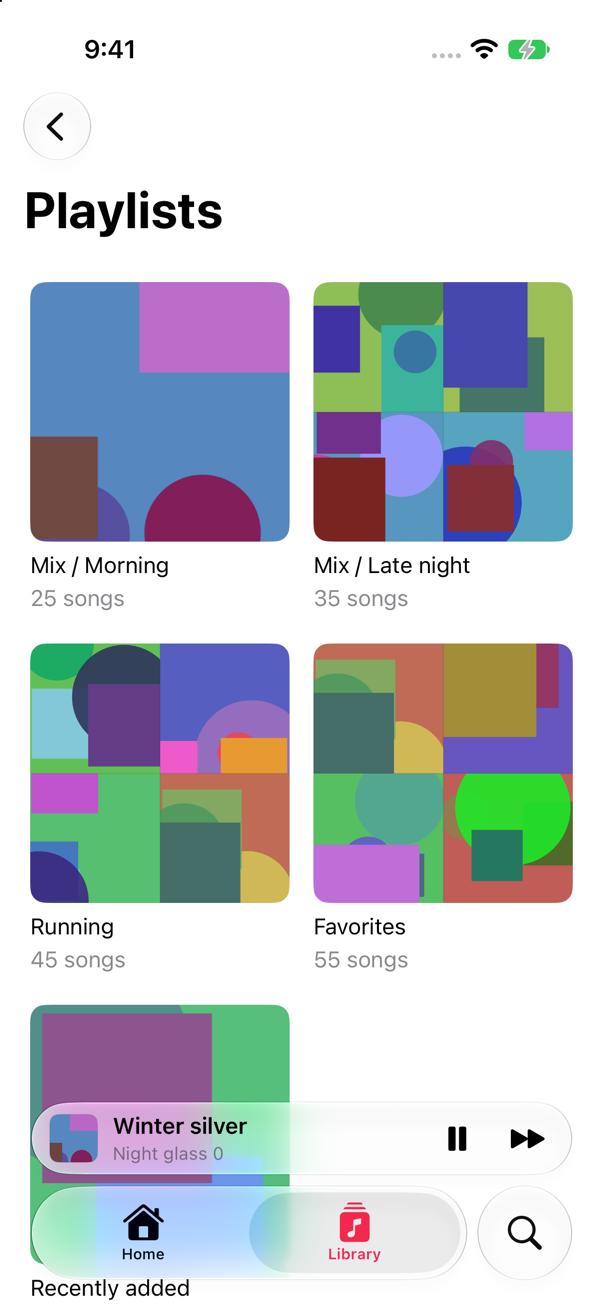 9:41
Playlists
Mix / Morning
25 songs
Mix / Late night
35 songs
Running
45 songs
Favorites
55 songs
Winter silver
Night glass 0
Home
Library
Recently added